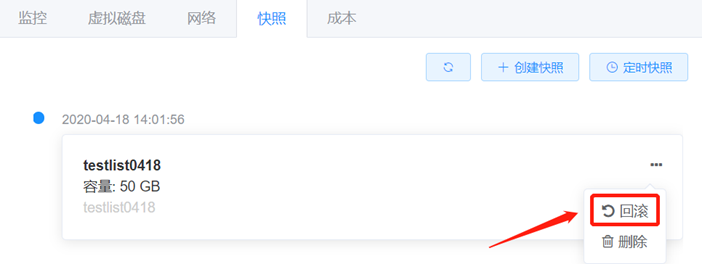 监控 虚拟磁盘 网络 快照 成本
创建快照 定时快照
2020-04-18 14:01:56
testlist0418
容量: 50 GB
testlist0418
回滚
删除